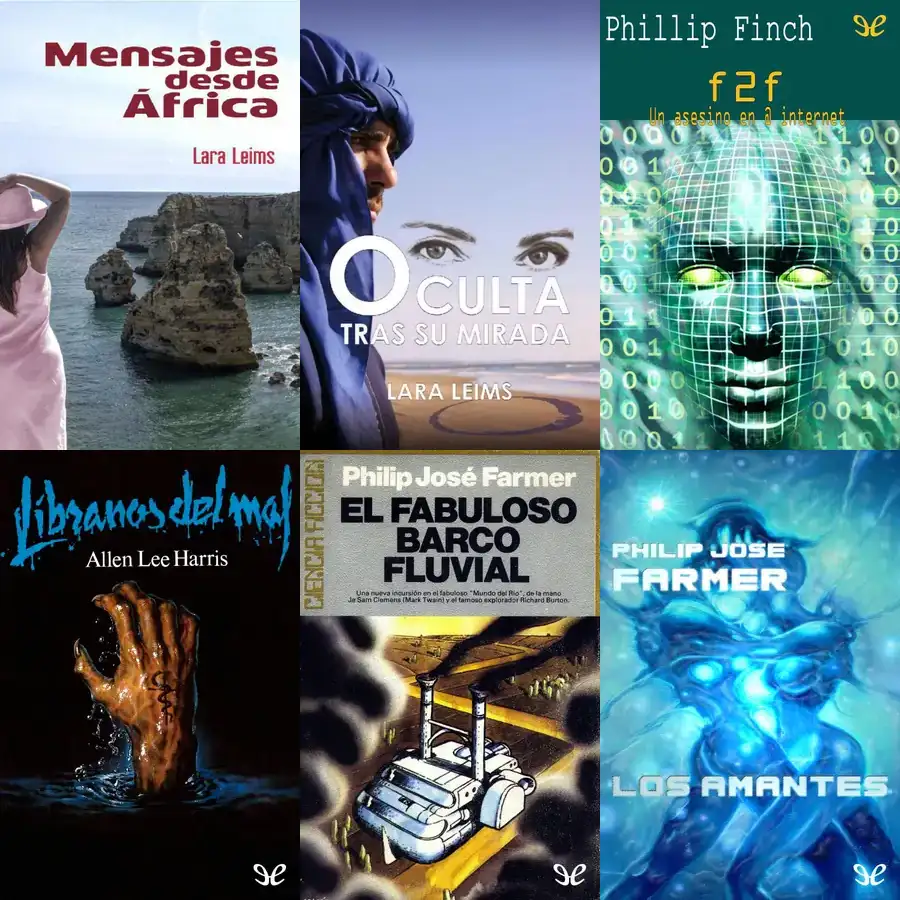 Mensajes
desde
África
Lara Leims
OCULTA
TRAS SU MIRADA
LARA LEIMS
Phillip Finch
f2f
Un asesino en @ internet
Líbranos del mal
Allen Lee Harris
CIENCIA FICCION
Philip José Farmer
EL FABULOSO
BARCO
FLUVIAL
Una nueva incursión en el fabuloso "Mundo del Río", de la mano
de Sam Clemens (Mark Twain) y el famoso explorador Richard Burton.
PHILIP JOSE
FARMER
LOS AMANTES